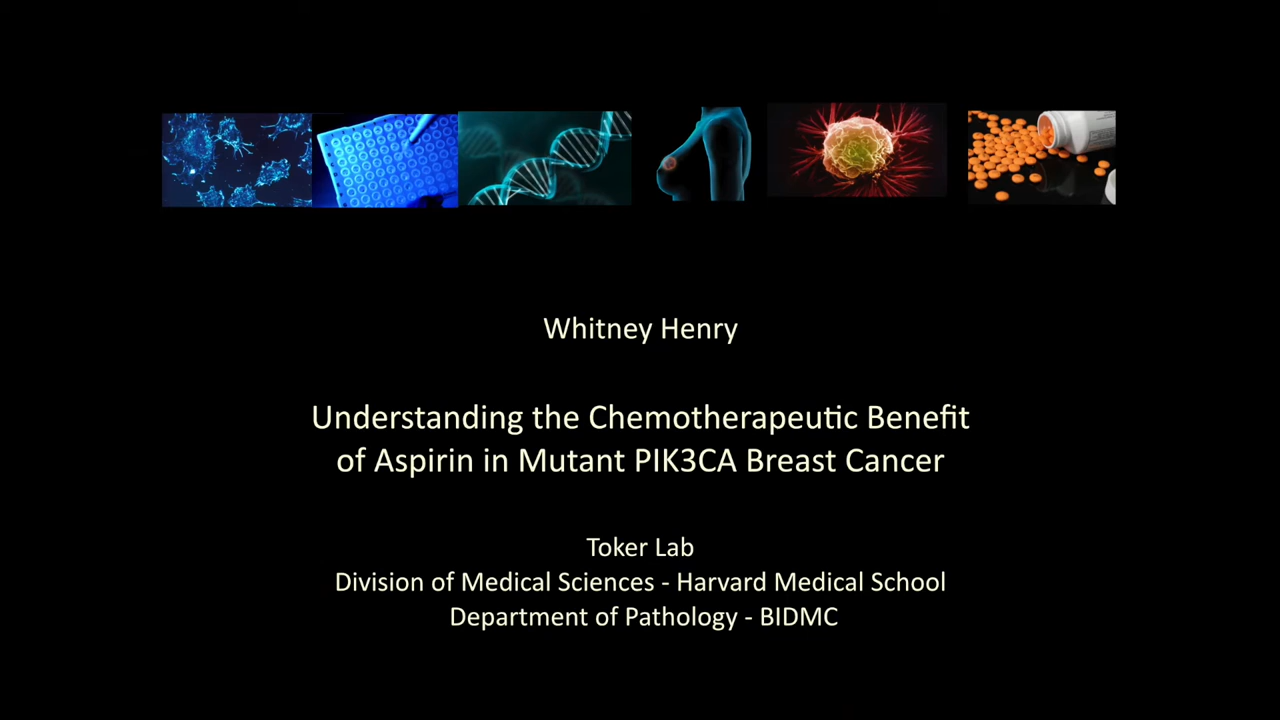 Whitney Henry
Understanding the Chemotherapeutic Benefit
of Aspirin in Mutant PIK3CA Breast Cancer
Toker Lab
Division of Medical Sciences - Harvard Medical School
Department of Pathology - BIDMC